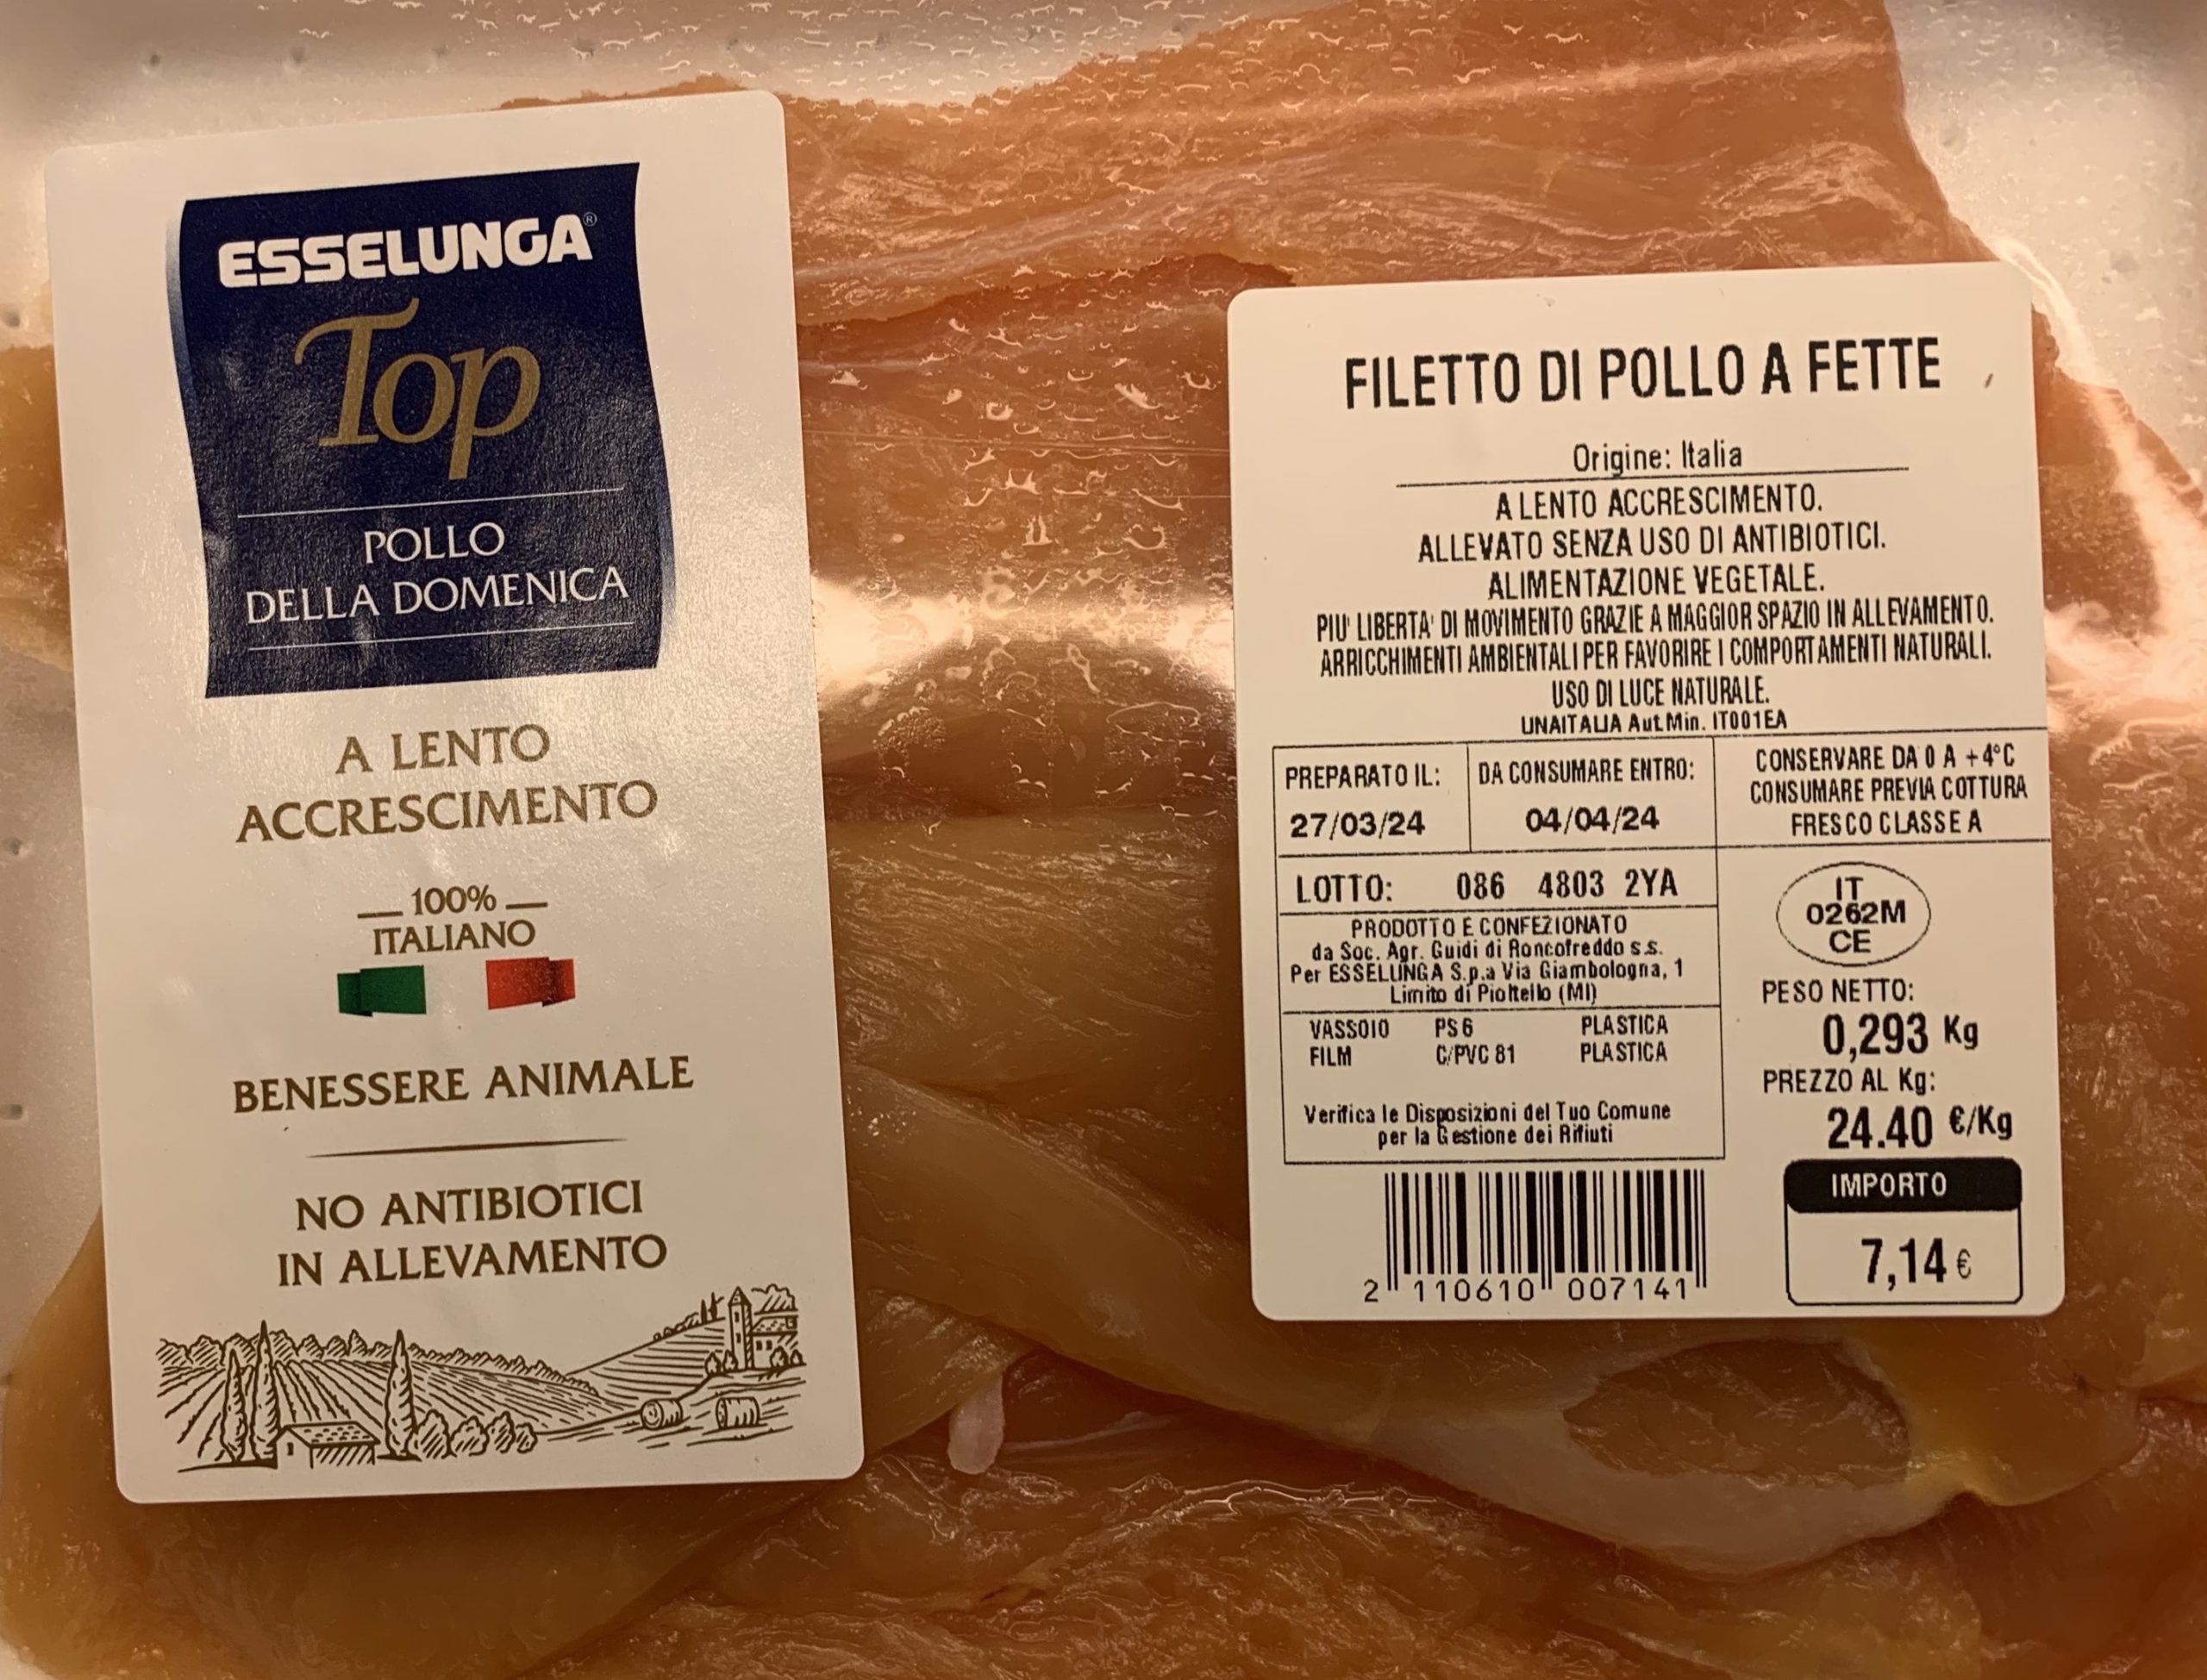 ESSELUNGA®
Top
POLLO
DELLA DOMENICA
A LENTO
ACCRESCIMENTO
100%
ITALIANO
BENESSERE ANIMALE
NO ANTIBIOTICI
IN ALLEVAMENTO
FILETTO DI POLLO A FETTE
Origine: Italia
A LENTO ACCRESCIMENTO.
ALLEVATO SENZA USO DI ANTIBIOTICI.
ALIMENTAZIONE VEGETALE.
PIU' LIBERTA' DI MOVIMENTO GRAZIE A MAGGIOR SPAZIO IN ALLEVAMENTO.
ARRICCHIMENTI AMBIENTALI PER FAVORIRE I COMPORTAMENTI NATURALI.
USO DI LUCE NATURALE.
UNAITALIA Aut.Min. IT001EA
PREPARATO IL:
27/03/24
DA CONSUMARE ENTRO:
04/04/24
CONSERVARE DA 0 A +4°C
CONSUMARE PREVIA COTTURA
FRESCO CLASSE A
LOTTO: 086 4803 2YA
PRODOTTO E CONFEZIONATO
da Soc. Agr. Guidi di Roncofreddo s.s.
Per ESSELUNGA S.p.a Via Giambologna, 1
Limito di Pioltello (MI)
VASSOIO PS 6 PLASTICA
FILM C/PVC 81 PLASTICA
Verifica le Disposizioni del Tuo Comune
per la Gestione dei Rifiuti
IT
0262M
CE
PESO NETTO:
0,293 Kg
PREZZO AL Kg:
24.40 €/Kg
IMPORTO
7,14 €
2 110610 007141